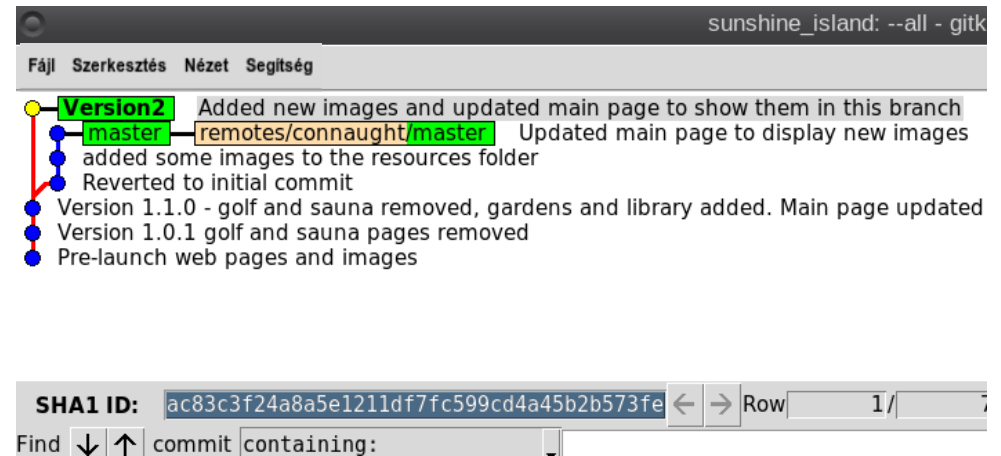 sunshine_island: --all - gitk
Fájl Szerkesztés Nézet Segítség
Version2 Added new images and updated main page to show them in this branch
master remotes/connaught/master Updated main page to display new images
added some images to the resources folder
Reverted to initial commit
Version 1.1.0 - golf and sauna removed, gardens and library added. Main page updated
Version 1.0.1 golf and sauna pages removed
Pre-launch web pages and images
SHA1 ID: ac83c3f24a8a5e1211df7fc599cd4a45b2b573fe ← → Row 1/ 7
Find ↓ ↑ commit containing: